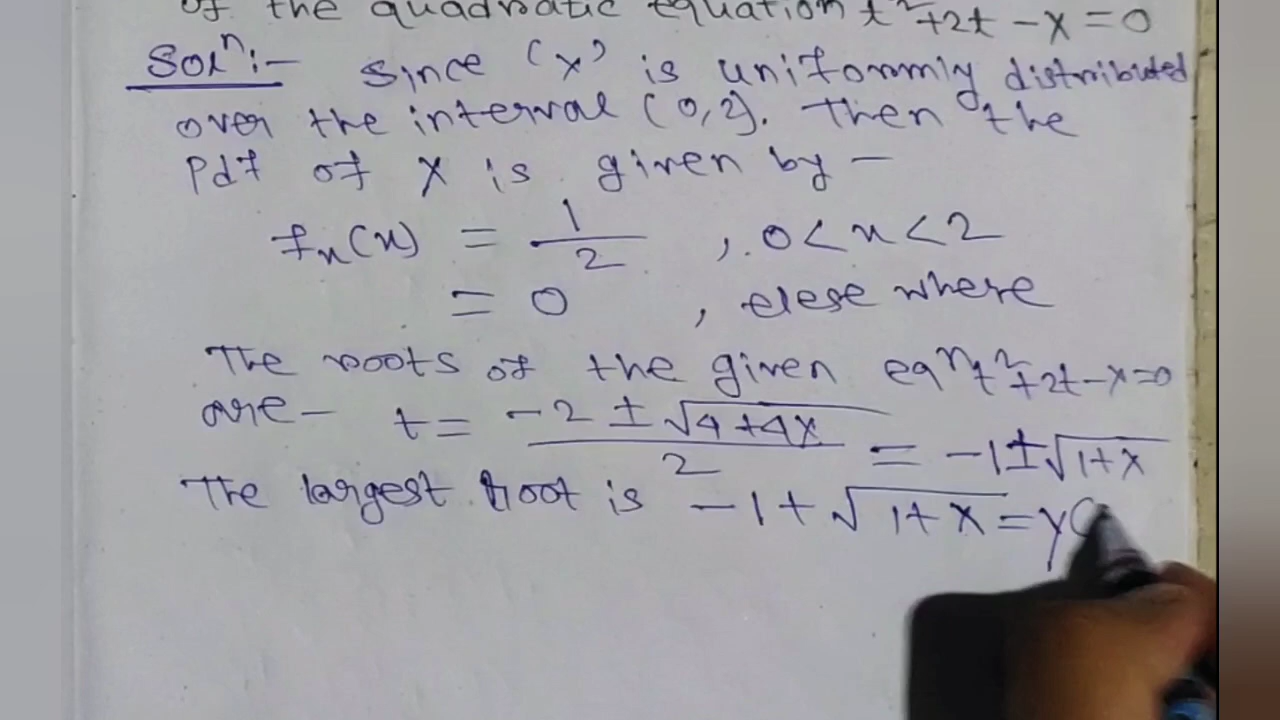 of the quadratic equation t²+2t-x=0
Solⁿ:- Since 'x' is uniformly distributed
over the interval (0,2). Then the
Pdf of X is given by -
fₓ(x) = 1/2 , 0<x<2
= 0 , elese where
The roots of the given eqⁿ t²+2t-x=0
are- t = (-2 ± √(4+4x))/2 = -1±√(1+x)
The largest root is -1+√(1+x) = y(